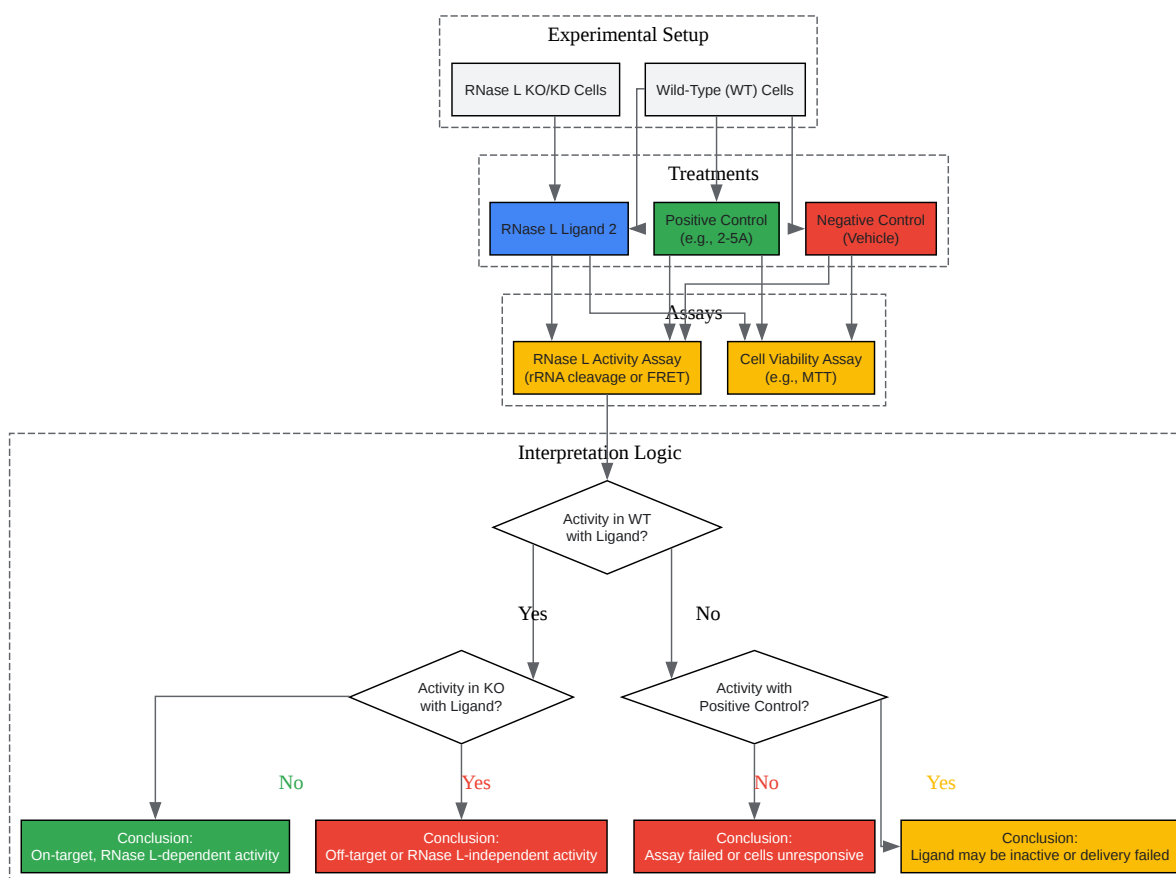 Experimental Setup
RNase L KO/KD Cells
Wild-Type (WT) Cells
Treatments
RNase L Ligand 2
Positive Control
(e.g., 2-5A)
Negative Control
(Vehicle)
Assays
RNase L Activity Assay
(rRNA cleavage or FRET)
Cell Viability Assay
(e.g., MTT)
Interpretation Logic
Activity in WT
with Ligand?
Yes
No
Activity in KO
with Ligand?
Activity with
Positive Control?
No
Yes
No
Yes
Conclusion:
On-target, RNase L-dependent activity
Conclusion:
Off-target or RNase L-independent activity
Conclusion:
Assay failed or cells unresponsive
Conclusion:
Ligand may be inactive or delivery failed